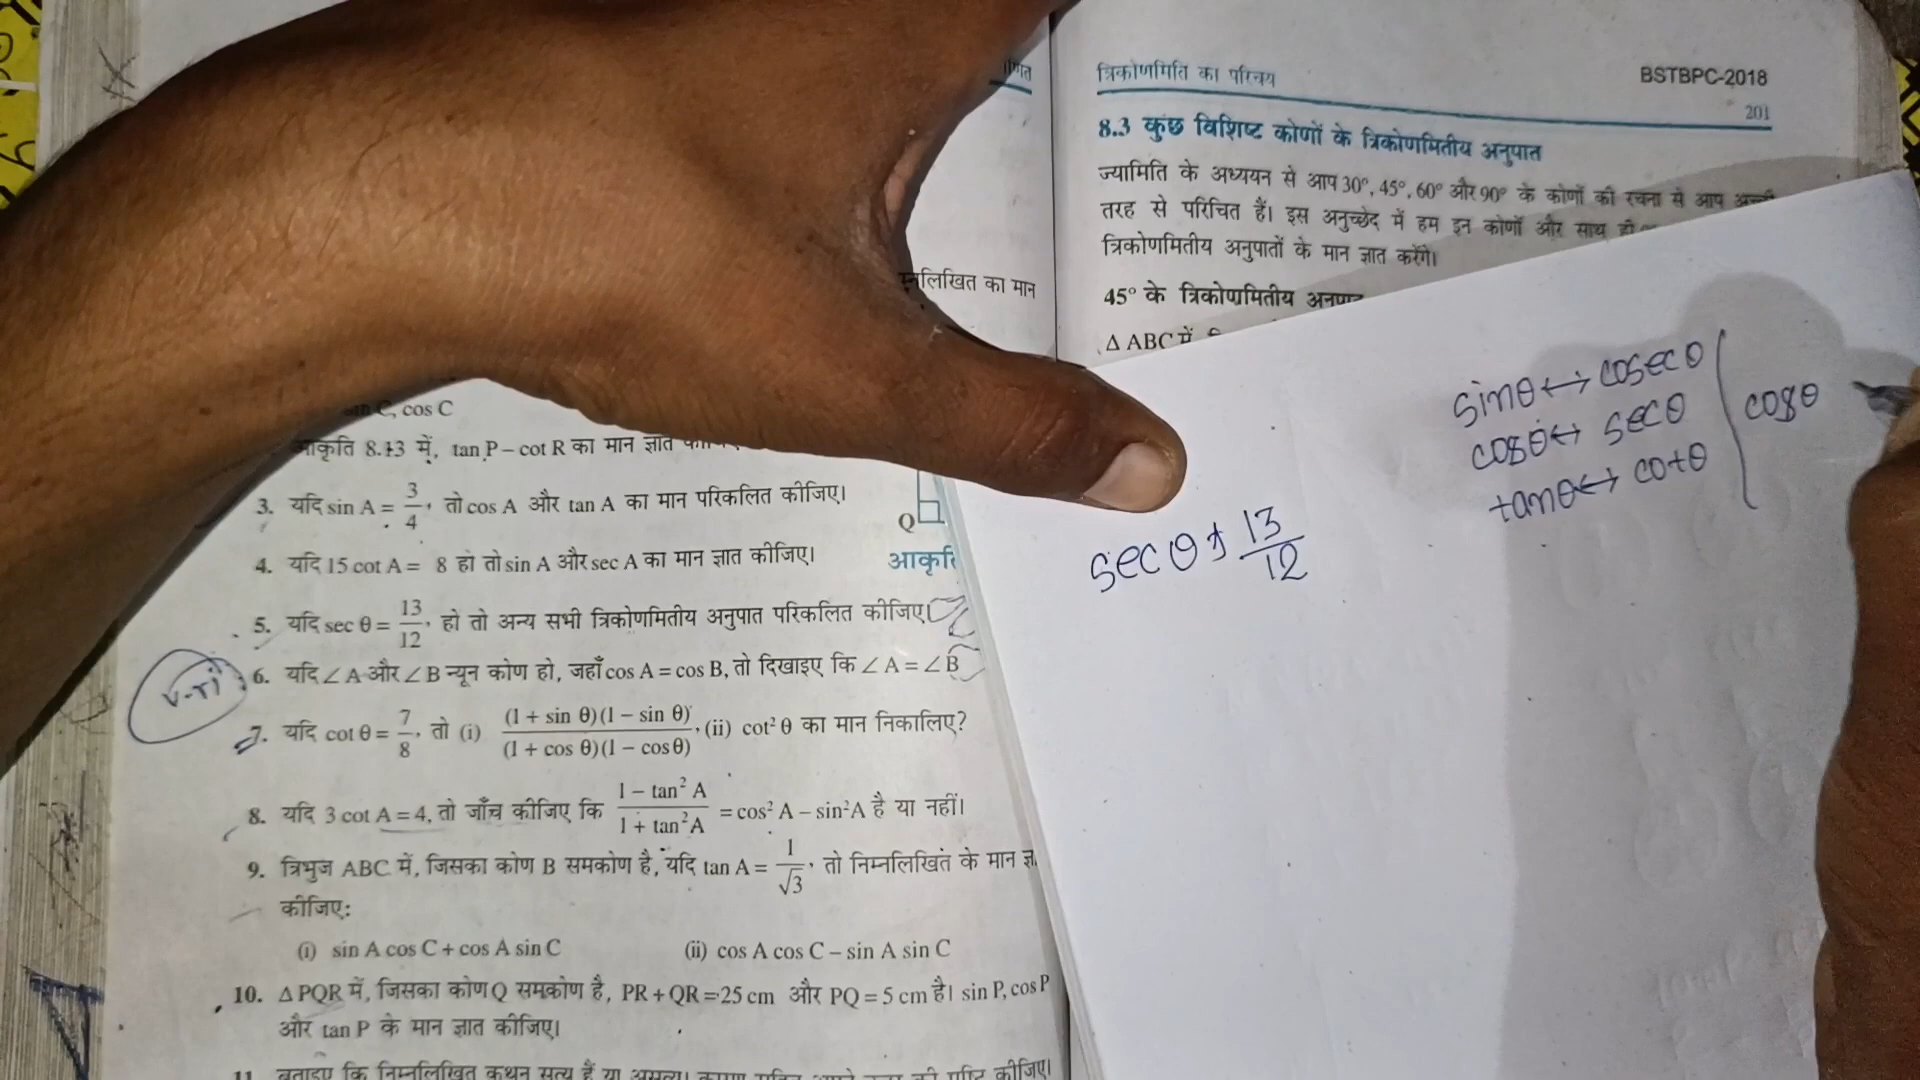 C, cos C
आकृति 8.13 में, tan P – cot R का मान ज्ञात
3. यदि sin A = 3/4, तो cos A और tan A का मान परिकलित कीजिए।
Q
4. यदि 15 cot A = 8 हो तो sin A और sec A का मान ज्ञात कीजिए।
5. यदि sec θ = 13/12, हो तो अन्य सभी त्रिकोणमितीय अनुपात परिकलित कीजिए।
6. यदि ∠A और ∠B न्यून कोण हो, जहाँ cos A = cos B, तो दिखाइए कि ∠A = ∠B
7. यदि cot θ = 7/8, तो (i) (1 + sin θ)(1 – sin θ)/(1 + cos θ)(1 – cos θ), (ii) cot² θ का मान निकालिए?
8. यदि 3 cot A = 4, तो जाँच कीजिए कि 1 – tan² A/1 + tan² A = cos² A – sin² A है या नहीं।
9. त्रिभुज ABC में, जिसका कोण B समकोण है, यदि tan A = 1/√3, तो निम्नलिखित के मान
कीजिए:
(i) sin A cos C + cos A sin C (ii) cos A cos C – sin A sin C
10. Δ PQR में, जिसका कोण Q समकोण है, PR + QR = 25 cm और PQ = 5 cm है। sin P, cos P
और tan P के मान ज्ञात कीजिए।
का मान
त्रिकोणमिति का परिचय BSTBPC-2018
201
8.3 कुछ विशिष्ट कोणों के त्रिकोणमितीय अनुपात
ज्यामिति के अध्ययन से आप 30°, 45°, 60° और 90° के कोणों की रचना से आप
तरह से परिचित हैं। इस अनुच्छेद में हम इन कोणों और साथ ही
त्रिकोणमितीय अनुपातों के मान ज्ञात करेंगे।
45° के त्रिकोणमितीय
Δ ABC में
sinθ ↔ cosecθ
cosθ ↔ secθ
tanθ ↔ cotθ
cosθ
secθ 13/12